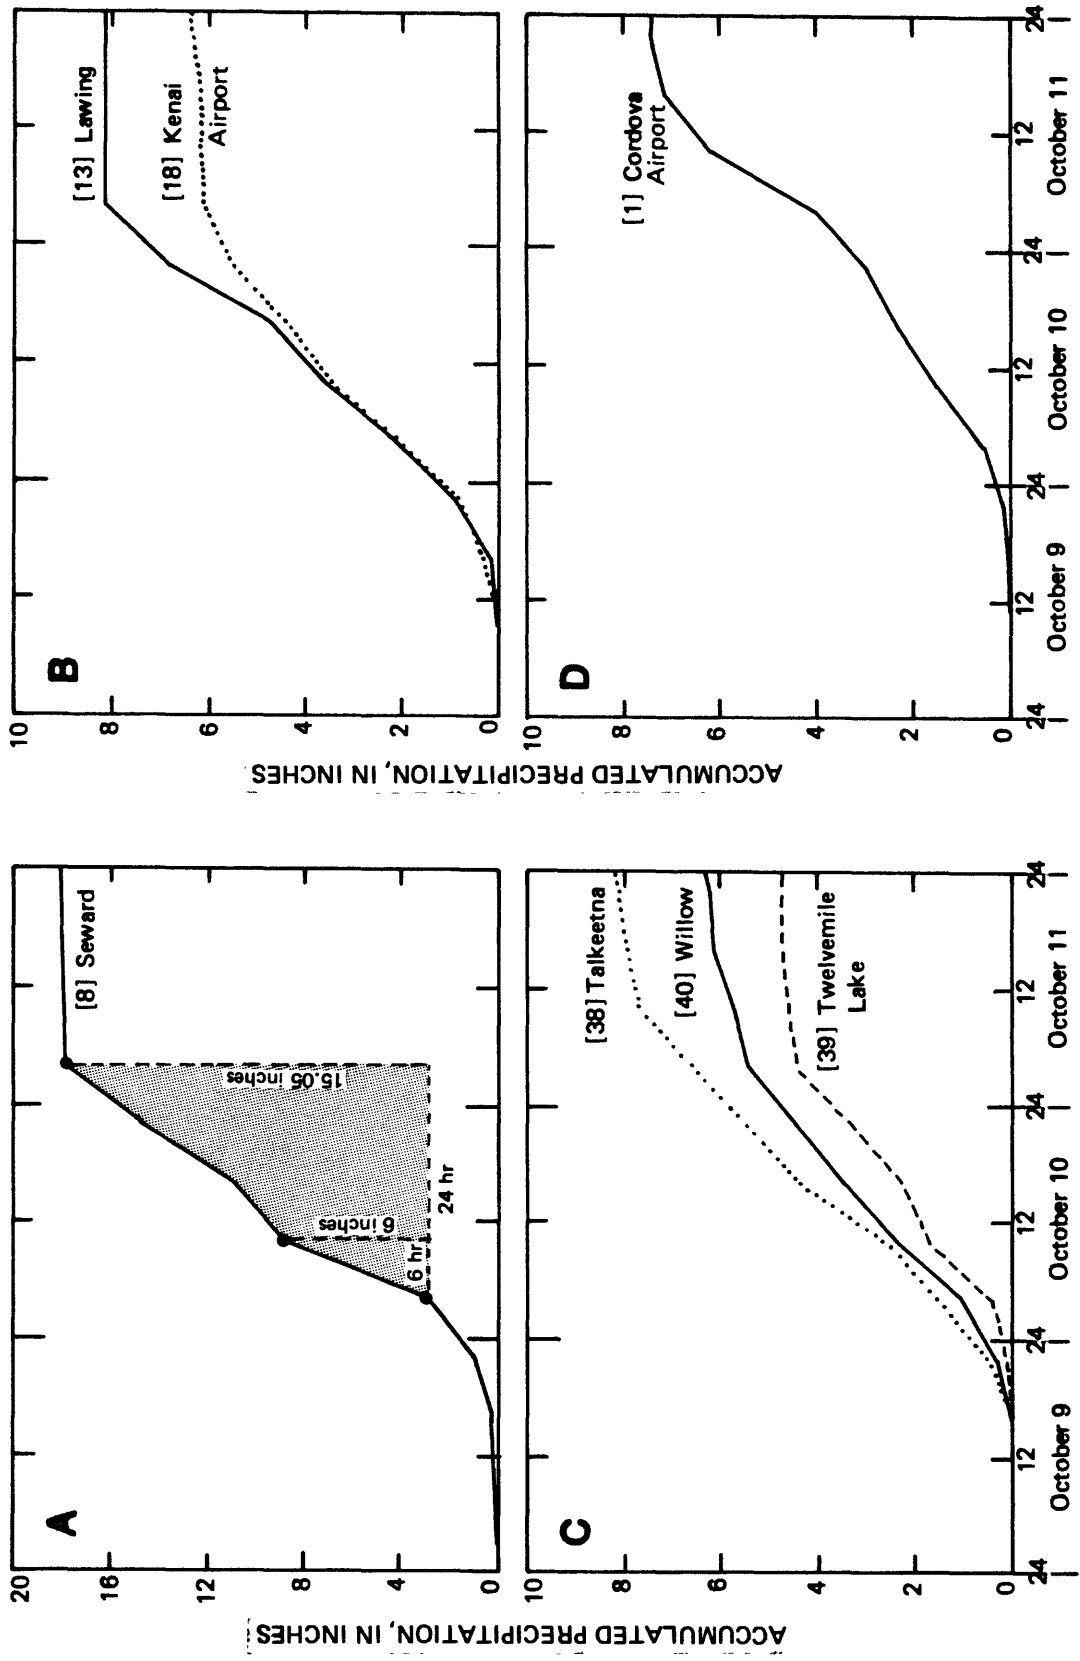 ACCUMULATED PRECIPITATION, IN INCHES
A
20
16
12
8
4
0
[8] Seward
15.05 inches
6 inches
6 hr
24 hr
B
10
8
6
4
2
0
[13] Lawing
[18] Kenai
Airport
ACCUMULATED PRECIPITATION, IN INCHES
C
10
8
6
4
2
0
[38] Talkeetna
[40] Willow
[39] Twelvemile
Lake
24 12 24 12 24 12 24
October 9 October 10 October 11
D
10
8
6
4
2
0
[1] Cordova
Airport
24 12 24 12 24 12 24
October 9 October 10 October 11